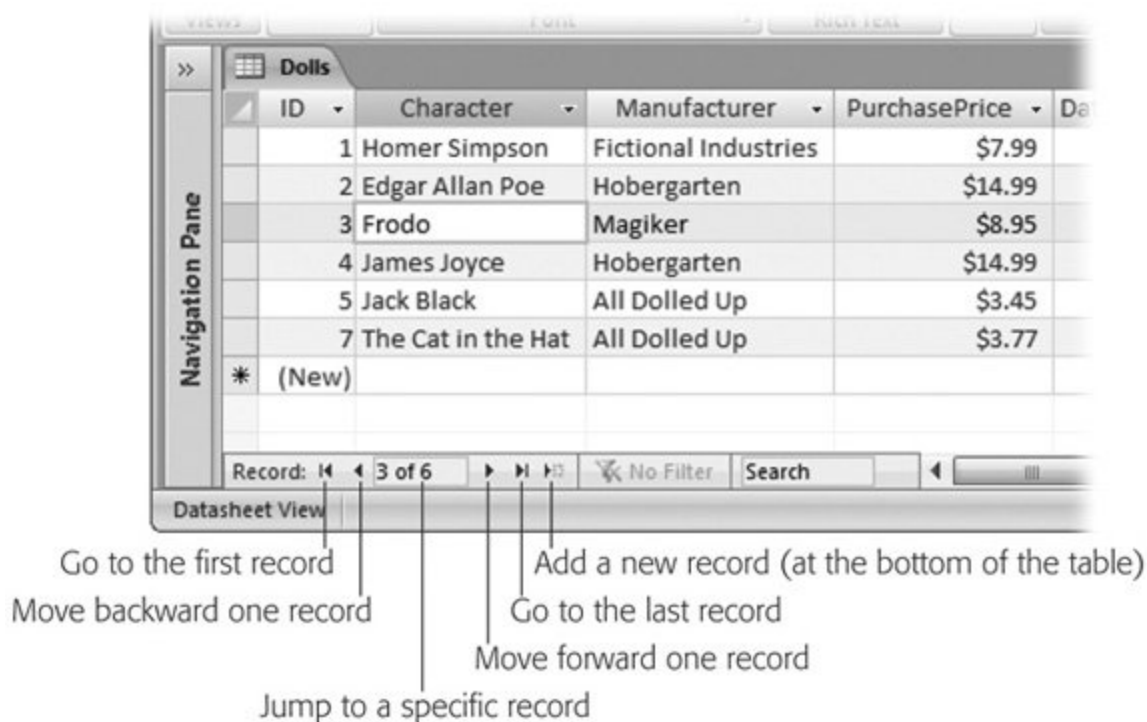 Views Font Rich Text
» Dolls
ID Character Manufacturer PurchasePrice Da
1 Homer Simpson Fictional Industries $7.99
2 Edgar Allan Poe Hobergarten $14.99
3 Frodo Magiker $8.95
4 James Joyce Hobergarten $14.99
5 Jack Black All Dolled Up $3.45
7 The Cat in the Hat All Dolled Up $3.77
* (New)
Navigation Pane
Record: 3 of 6 No Filter Search
Datasheet View
Go to the first record
Add a new record (at the bottom of the table)
Move backward one record
Go to the last record
Move forward one record
Jump to a specific record